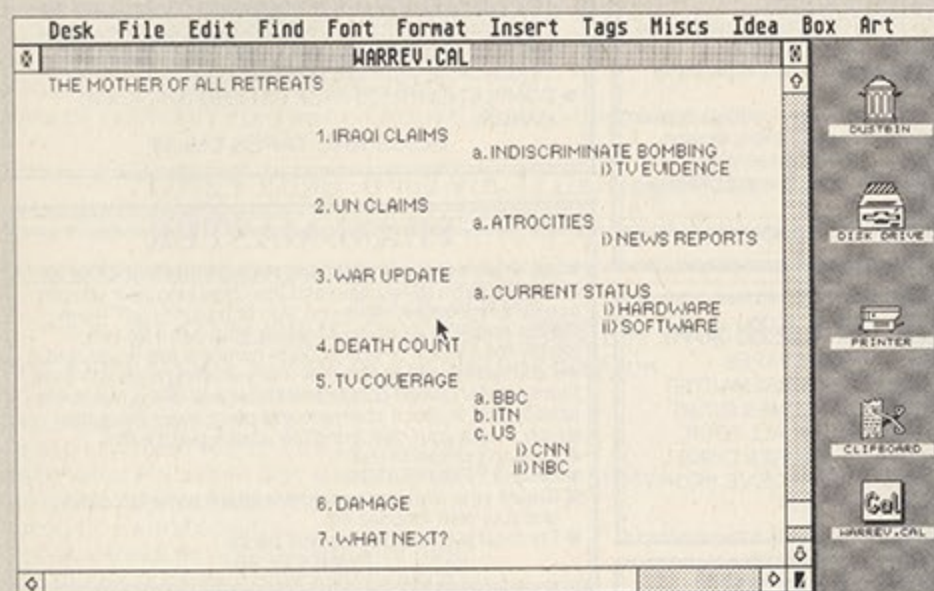 Desk File Edit Find Font Format Insert Tags Miscs Idea Box Art
WARREV.CAL
THE MOTHER OF ALL RETREATS
1. IRAQI CLAIMS
a. INDISCRIMINATE BOMBING
i) TV EVIDENCE
2. UN CLAIMS
a. ATROCITIES
i) NEWS REPORTS
3. WAR UPDATE
a. CURRENT STATUS
i) HARDWARE
ii) SOFTWARE
4. DEATH COUNT
5. TV COVERAGE
a. BBC
b. ITN
c. US
i) CNN
ii) NBC
6. DAMAGE
7. WHAT NEXT?
DUSTBIN
DISK DRIVE
PRINTER
CLIPBOARD
Cal
WARREV.CAL